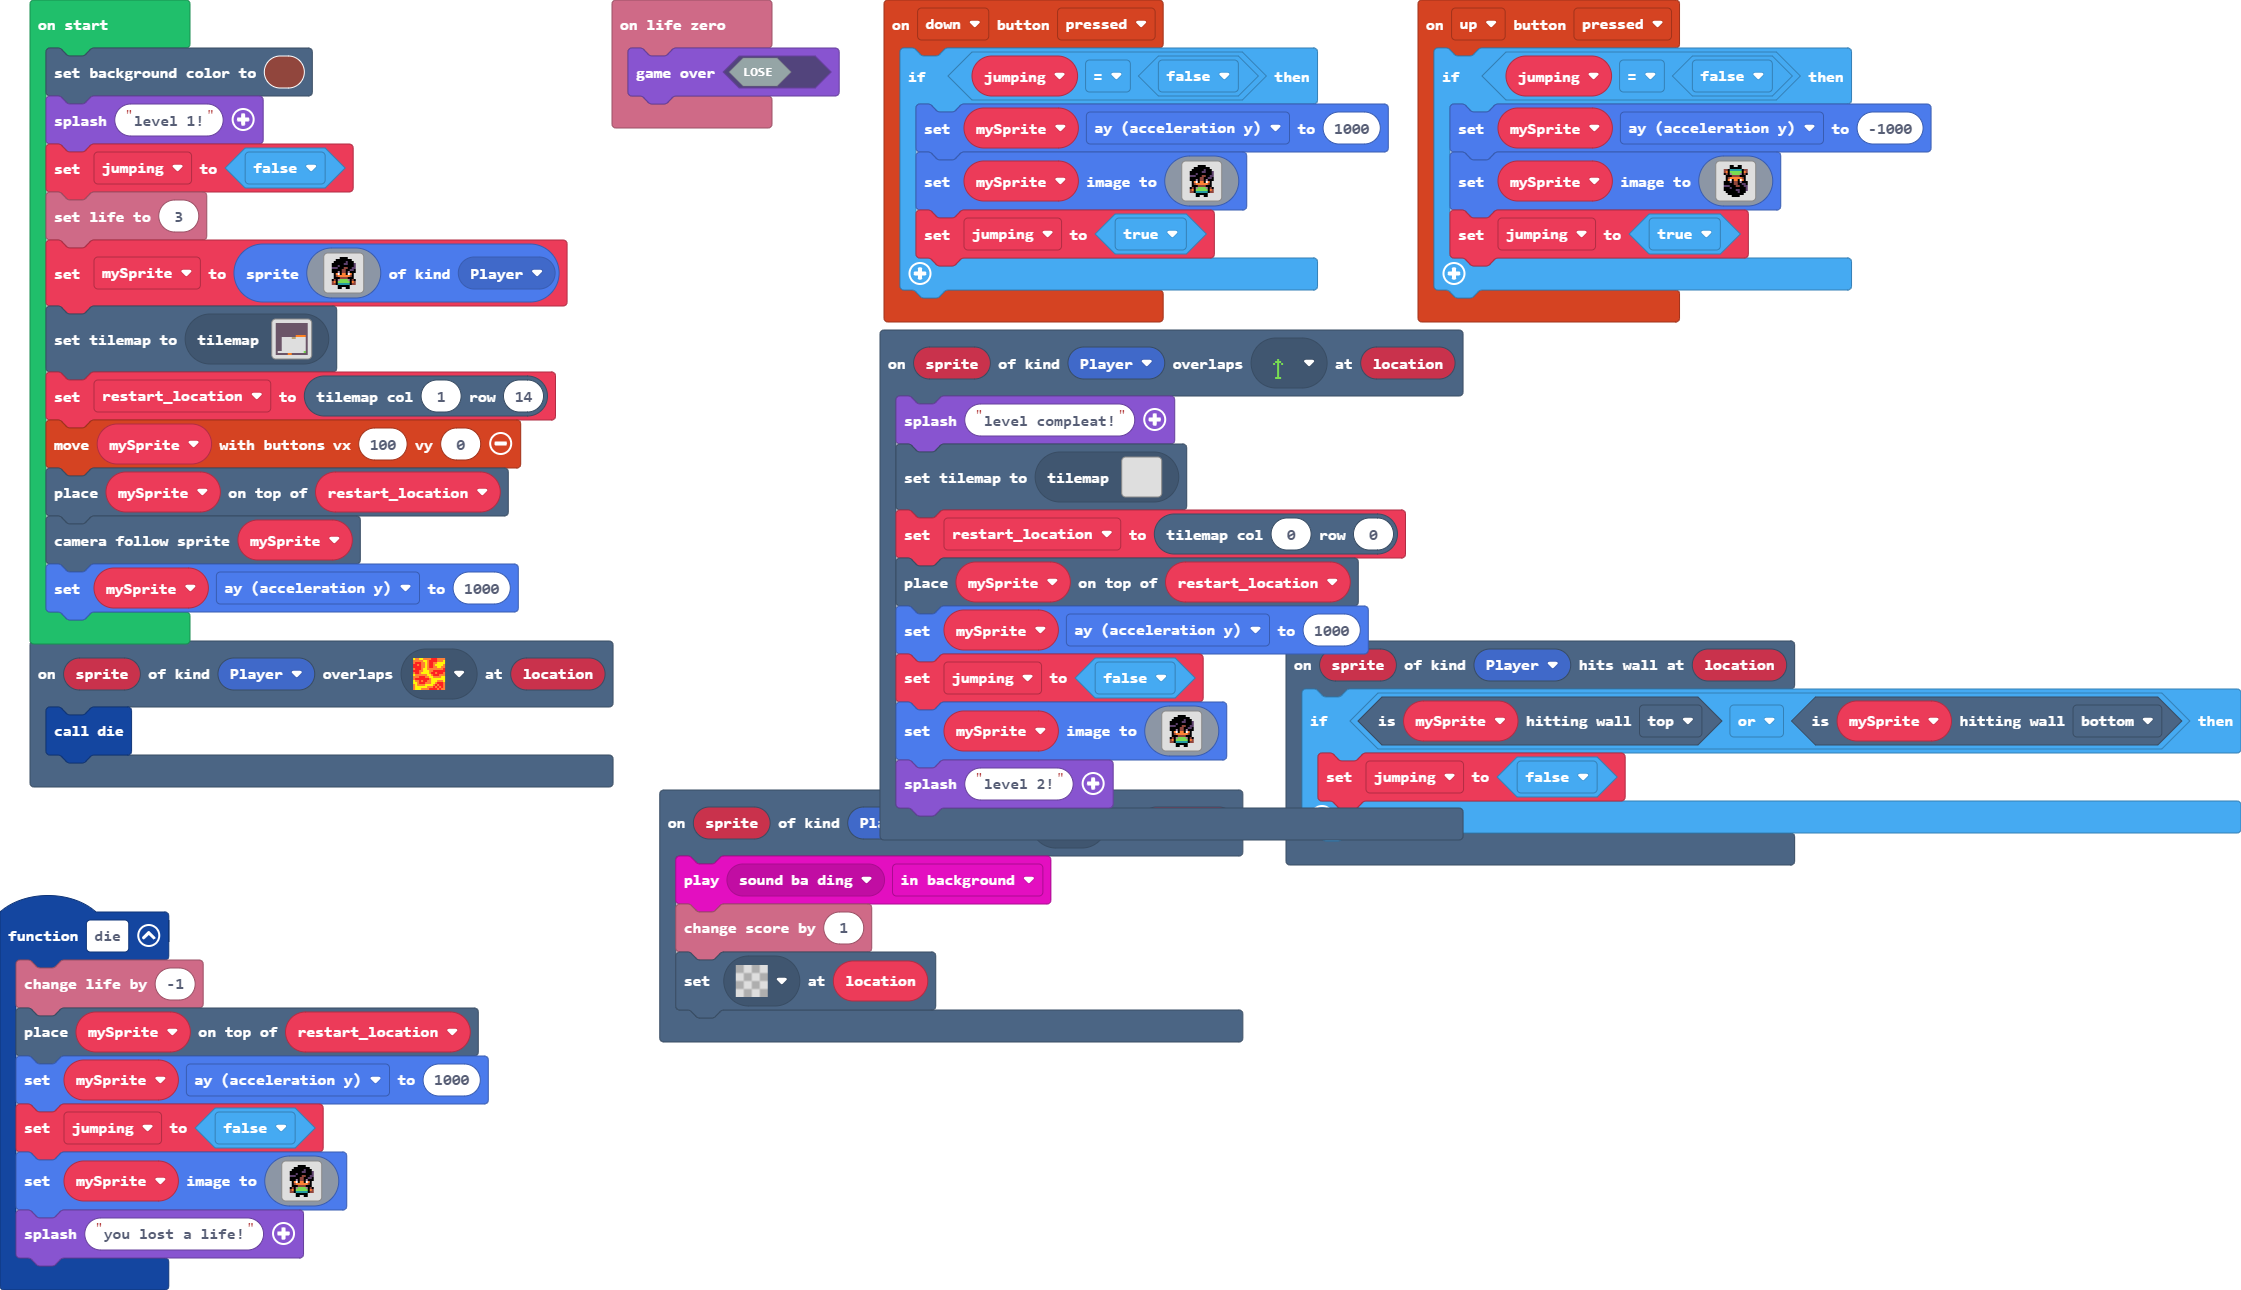 on start
set background color to
splash "level 1!"
set jumping to false
set life to 3
set mySprite to sprite of kind Player
set tilemap to tilemap
set restart_location to tilemap col 1 row 14
move mySprite with buttons vx 100 vy 0
place mySprite on top of restart_location
camera follow sprite mySprite
set mySprite ay (acceleration y) to 1000
on sprite of kind Player overlaps at location
call die
function die
change life by -1
place mySprite on top of restart_location
set mySprite ay (acceleration y) to 1000
set jumping to false
set mySprite image to
splash "you lost a life!"
on life zero
game over LOSE
on down button pressed
if jumping = false then
set mySprite ay (acceleration y) to 1000
set mySprite image to
set jumping to true
on up button pressed
if jumping = false then
set mySprite ay (acceleration y) to -1000
set mySprite image to
set jumping to true
on sprite of kind Player overlaps at location
splash "level compleat!"
set tilemap to tilemap
set restart_location to tilemap col 0 row 0
place mySprite on top of restart_location
set mySprite ay (acceleration y) to 1000
set jumping to false
set mySprite image to
splash "level 2!"
on sprite of kind Player hits wall at location
if is mySprite hitting wall top or is mySprite hitting wall bottom then
set jumping to false
on sprite of kind
play sound ba ding in background
change score by 1
set at location